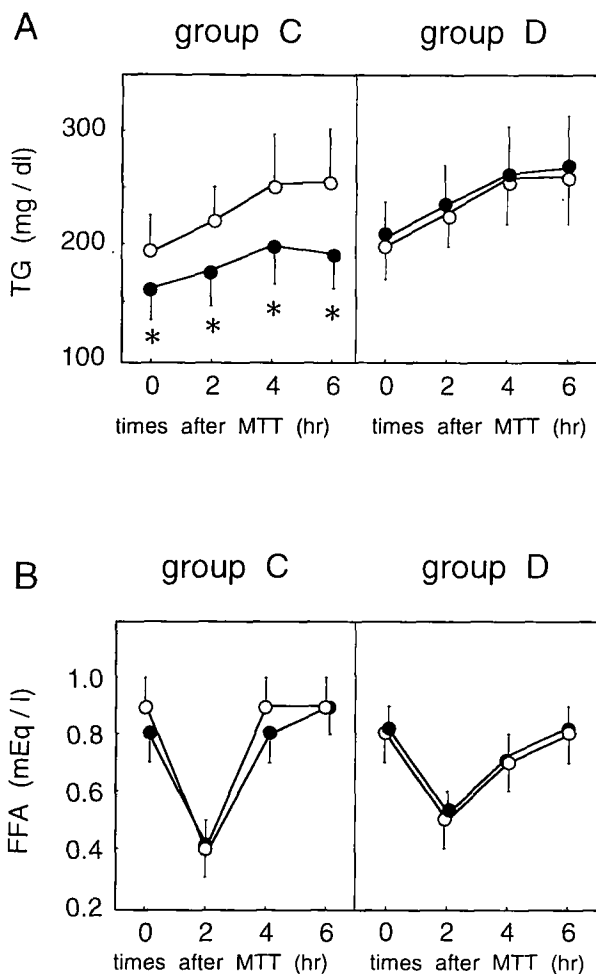 A
group C group D
TG (mg / dl)
300
200
100
* * * *
0 2 4 6 0 2 4 6
times after MTT (hr) times after MTT (hr)
B
group C group D
FFA (mEq / l)
1.0
0.8
0.6
0.4
0.2
0 2 4 6 0 2 4 6
times after MTT (hr) times after MTT (hr)